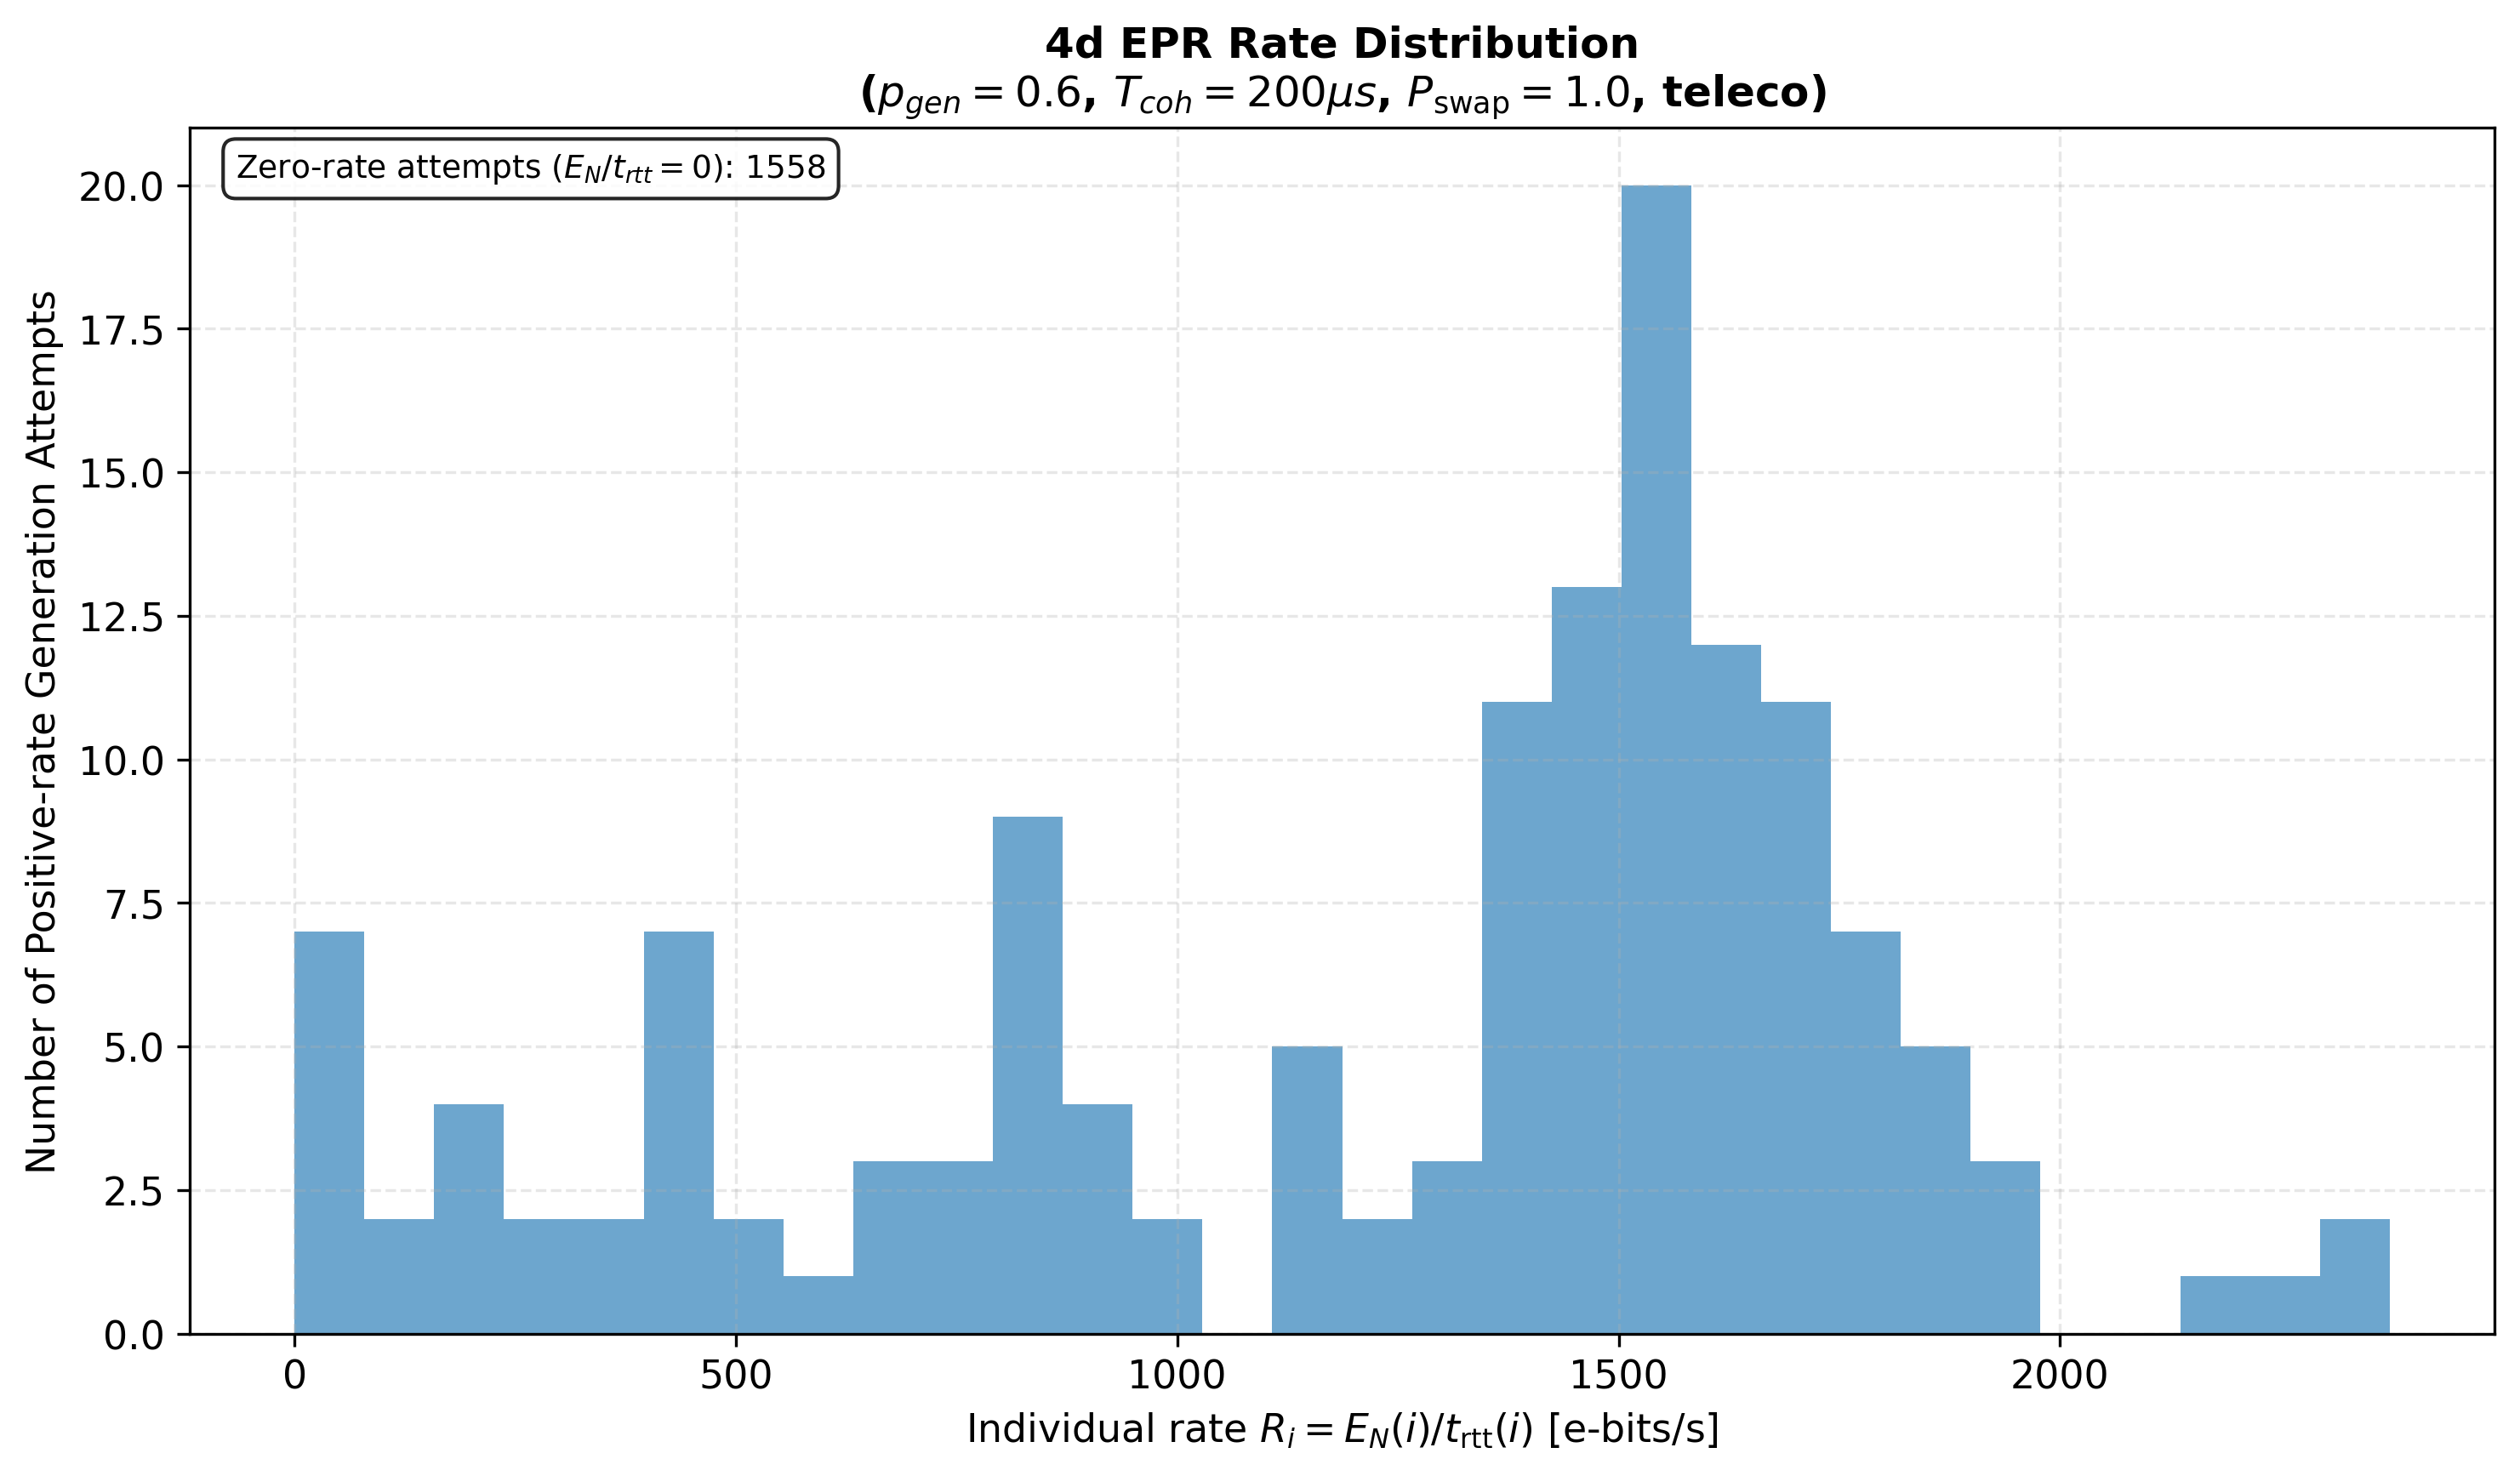 4d EPR Rate Distribution
(p_gen = 0.6, T_coh = 200μs, P_swap = 1.0, teleco)
Zero-rate attempts (E_N/t_rtt = 0): 1558
Number of Positive-rate Generation Attempts
20.0
17.5
15.0
12.5
10.0
7.5
5.0
2.5
0.0
0 500 1000 1500 2000
Individual rate R_i = E_N(i)/t_rtt(i) [e-bits/s]